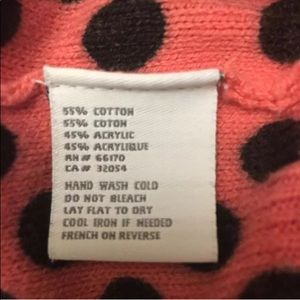 55% COTTON
55% COTON
45% ACRYLIC
45% ACRYLIQUE
RN# 66170
CA# 32054
HAND WASH COLD
DO NOT BLEACH
LAY FLAT TO DRY
COOL IRON IF NEEDED
FRENCH ON REVERSE